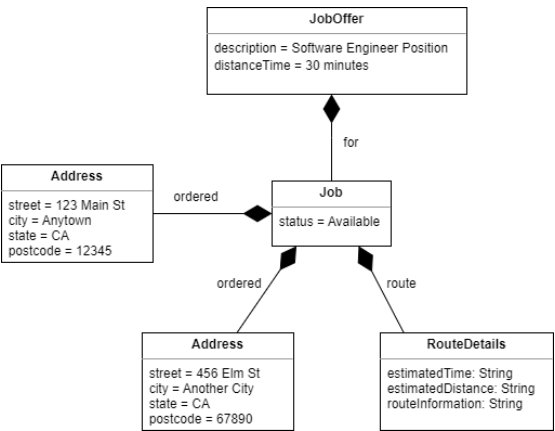 JobOffer
description = Software Engineer Position
distanceTime = 30 minutes
for
Address
street = 123 Main St
city = Anytown
state = CA
postcode = 12345
ordered
Job
status = Available
ordered
route
Address
street = 456 Elm St
city = Another City
state = CA
postcode = 67890
RouteDetails
estimatedTime: String
estimatedDistance: String
routeInformation: String